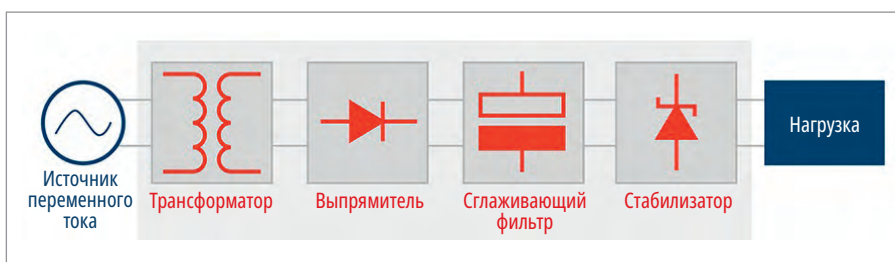 Источник
переменного
тока
Трансформатор
Выпрямитель
Сглаживающий
фильтр
Стабилизатор
Нагрузка